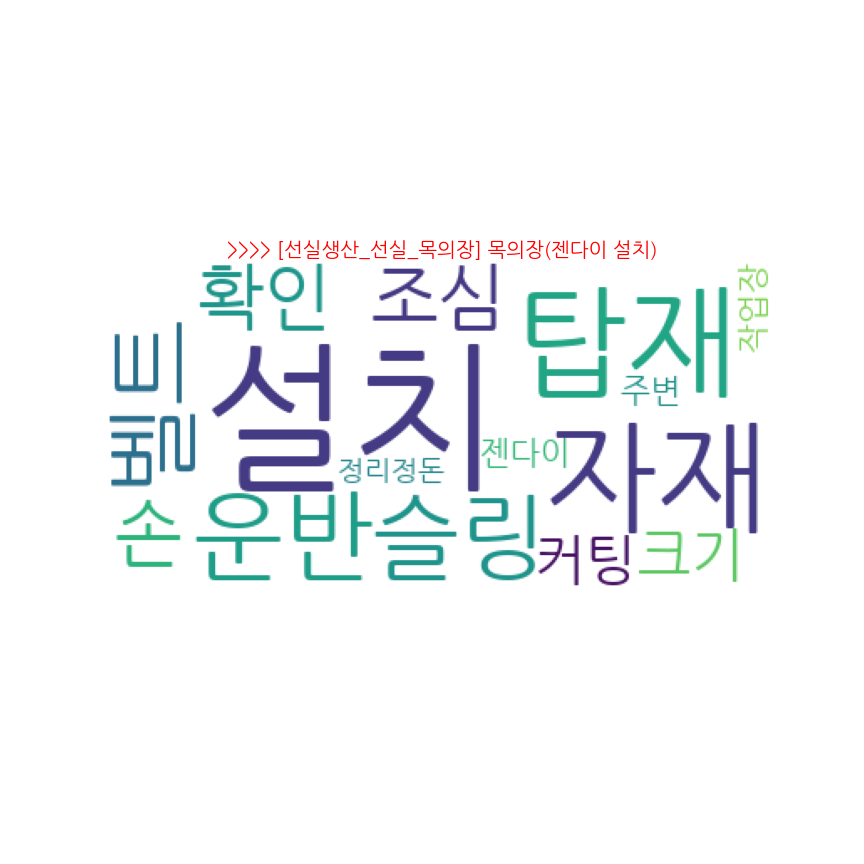 >>>> [선실생산_선실_목의장] 목의장(젠다이 설치)
확인
조심
탑재
작업장
벨트
설치
주변
자재
젠다이
정리정돈
손
운반
슬링
커팅
크기